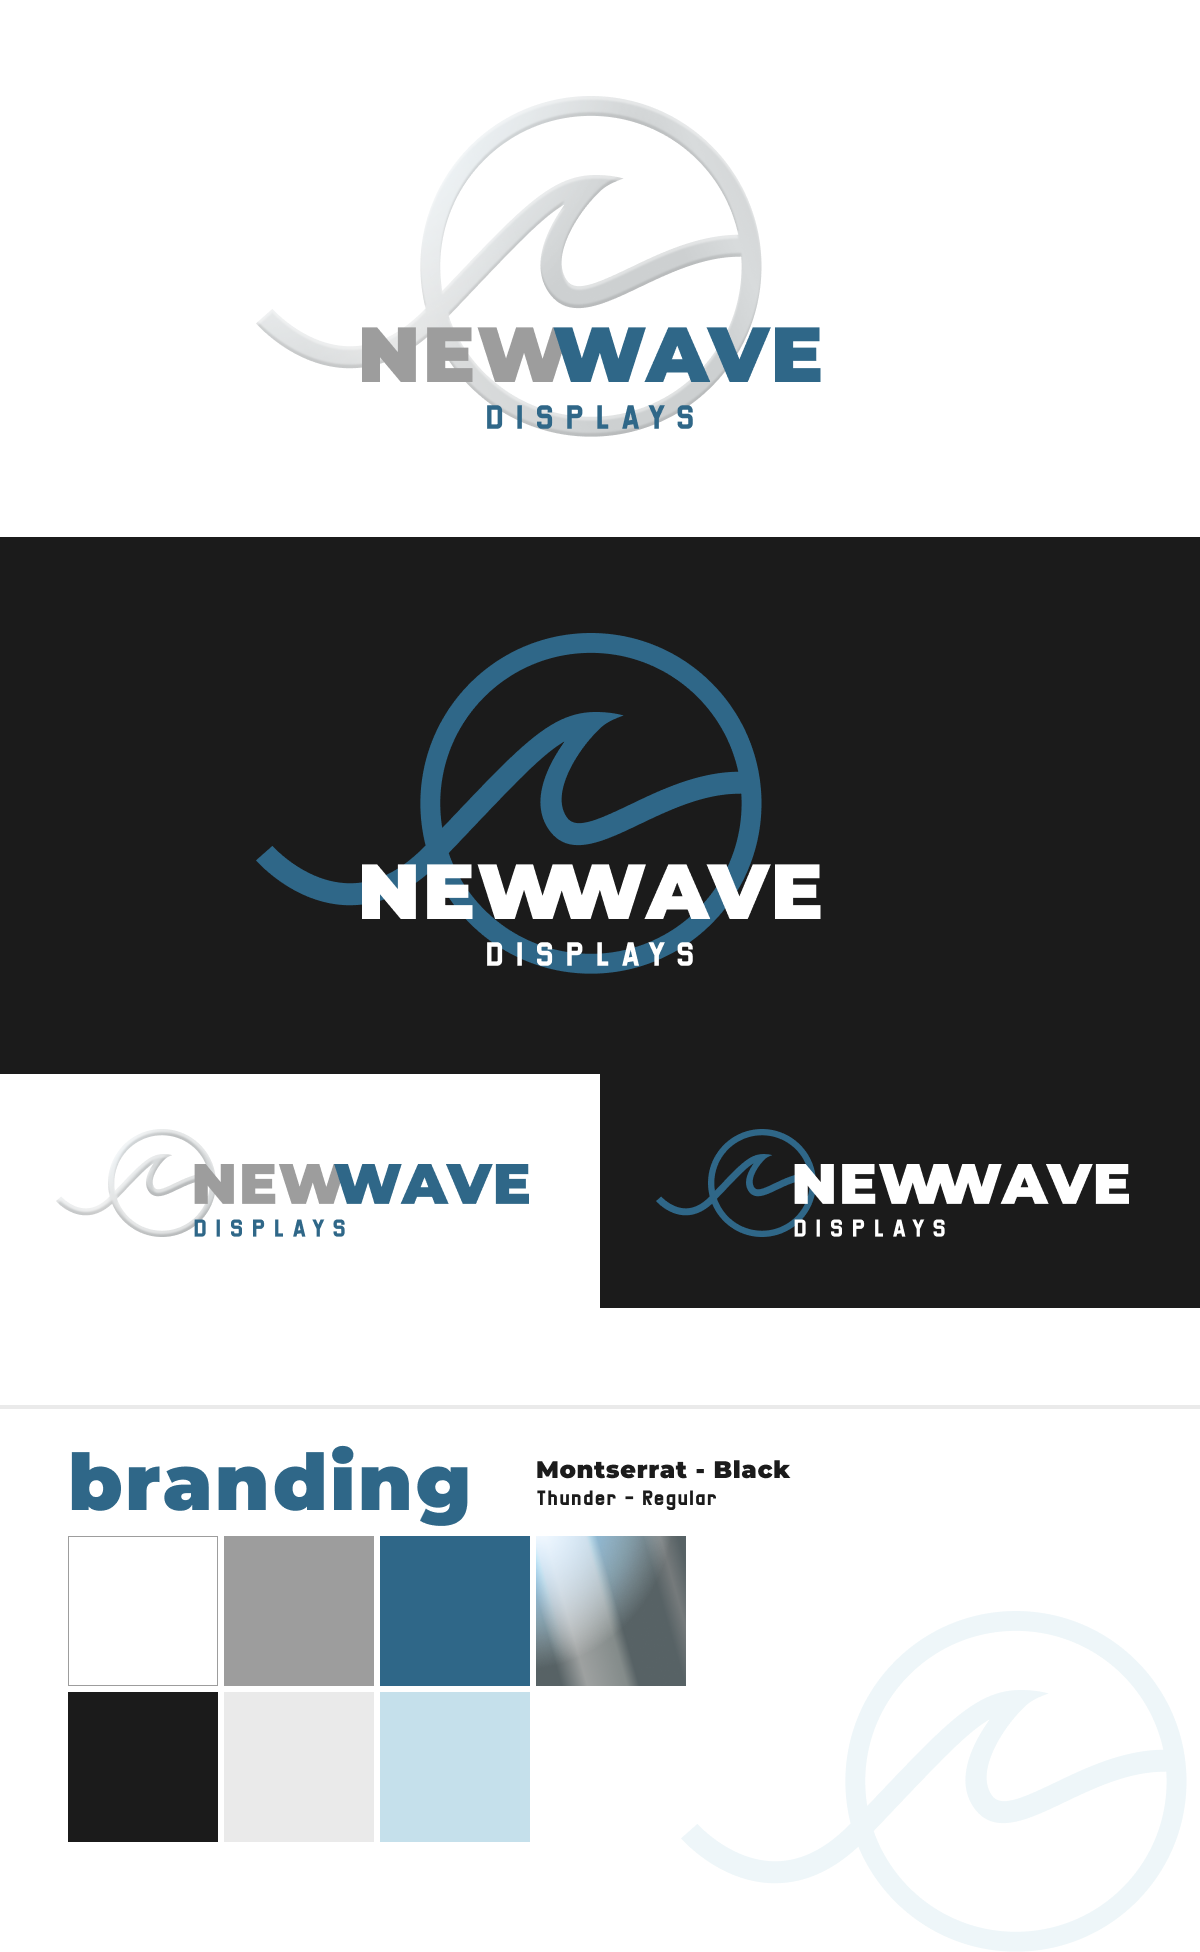 NEWWAVE
DISPLAYS
NEWWAVE
DISPLAYS
NEWWAVE
DISPLAYS
NEWWAVE
DISPLAYS
branding
Montserrat - Black
Thunder - Regular